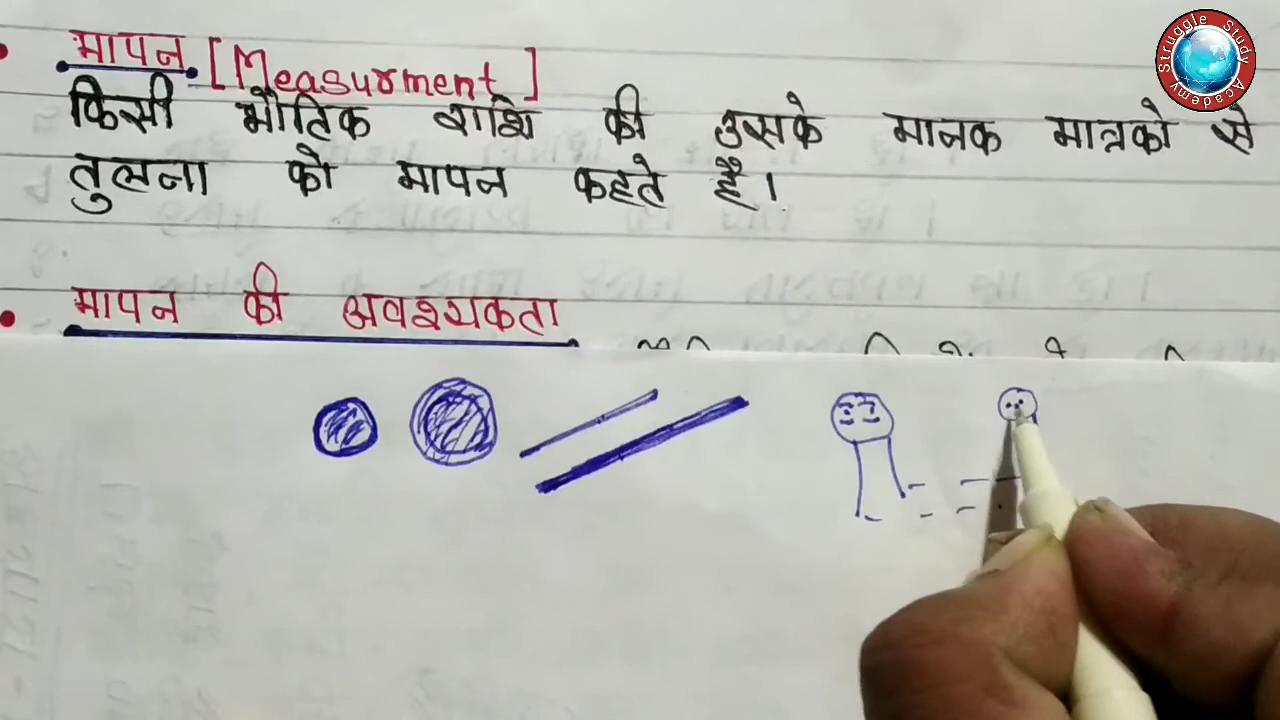 मापन [Measurment]
किसी भौतिक राशि की उसके मानक मात्रको से
तुलना को मापन कहते है।
मापन की अवश्यकता
Struggle Study Academy